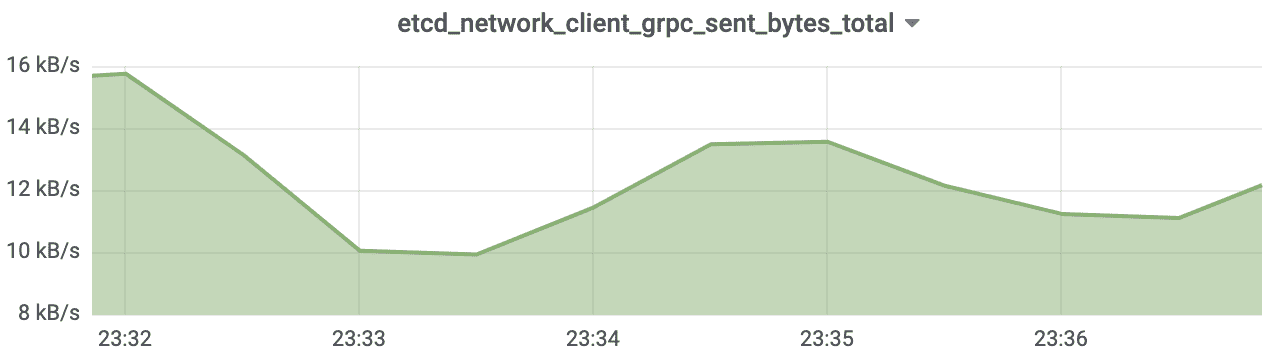 etcd_network_client_grpc_sent_bytes_total
16 kB/s
14 kB/s
12 kB/s
10 kB/s
8 kB/s
23:32 23:33 23:34 23:35 23:36